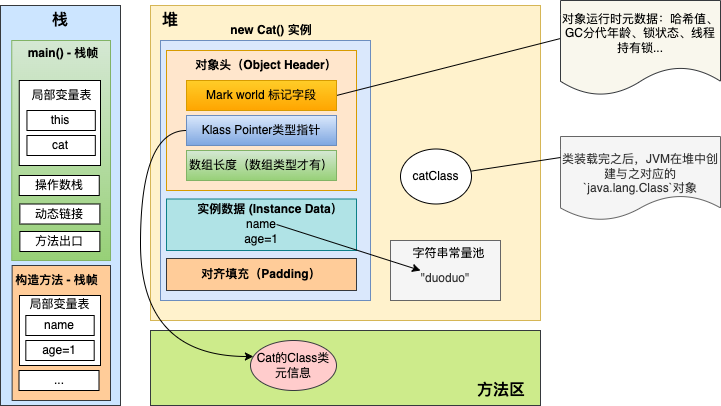 栈
main() - 栈帧
局部变量表
this
cat
操作数栈
动态链接
方法出口
构造方法 - 栈帧
局部变量表
name
age=1
...
堆
new Cat() 实例
对象头（Object Header）
Mark world 标记字段
Klass Pointer类型指针
数组长度（数组类型才有）
实例数据 (Instance Data)
name
age=1
对齐填充（Padding）
catClass
字符串常量池
"duoduo"
对象运行时元数据：哈希值、
GC分代年龄、锁状态、线程
持有锁...
类装载完之后，JVM在堆中创
建与之对应的
`java.lang.Class`对象
Cat的Class类
元信息
方法区